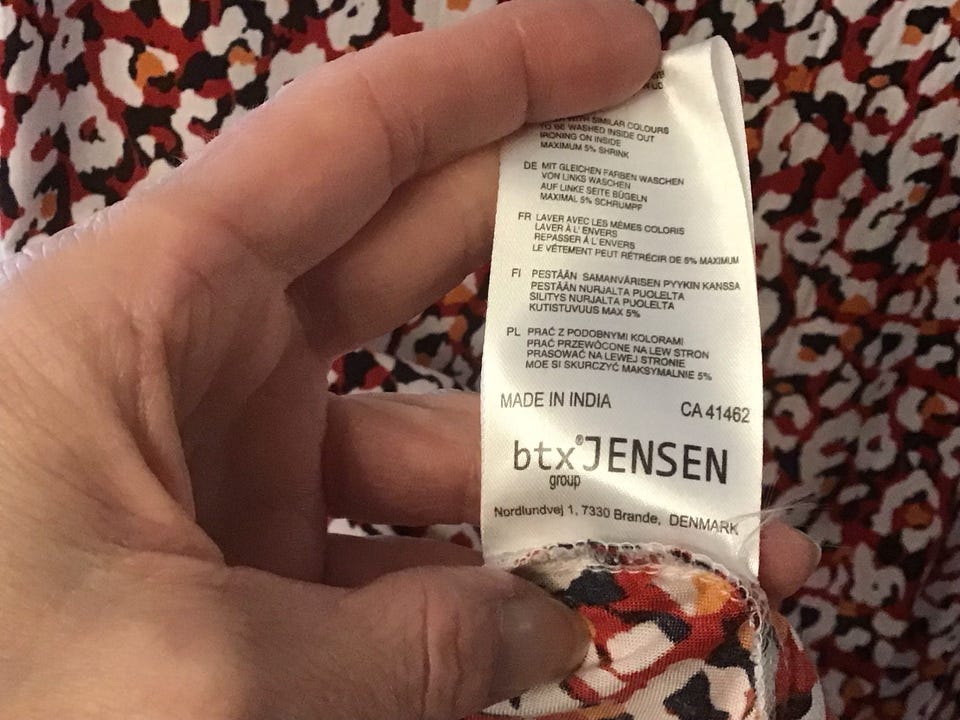 WITH SIMILAR COLOURS
TO BE WASHED INSIDE OUT
IRONING ON INSIDE
MAXIMUM 5% SHRINK
DE MIT GLEICHEN FARBEN WASCHEN
VON LINKS WASCHEN
AUF LINKE SEITE BÜGELN
MAXIMAL 5% SCHRUMPF
FR LAVER AVEC LES MÊMES COLORIS
LAVER À L'ENVERS
REPASSER À L'ENVERS
LE VÊTEMENT PEUT RÉTRÉCIR DE 5% MAXIMUM
FI PESTÄÄN SAMANVÄRISEN PYYKIN KANSSA
PESTÄÄN NURJALTA PUOLELTA
SILITYS NURJALTA PUOLELTA
KUTISTUVUUS MAX 5%
PL PRAĆ Z PODOBNYMI KOLORAMI
PRAĆ PRZEWÓCONE NA LEW STRON
PRASOWAĆ NA LEWEJ STRONIE
MOE SI SKURCZYĆ MAKSYMALNIE 5%
MADE IN INDIA CA 41462
btx® JENSEN
group
Nordlundvej 1, 7330 Brande, DENMARK